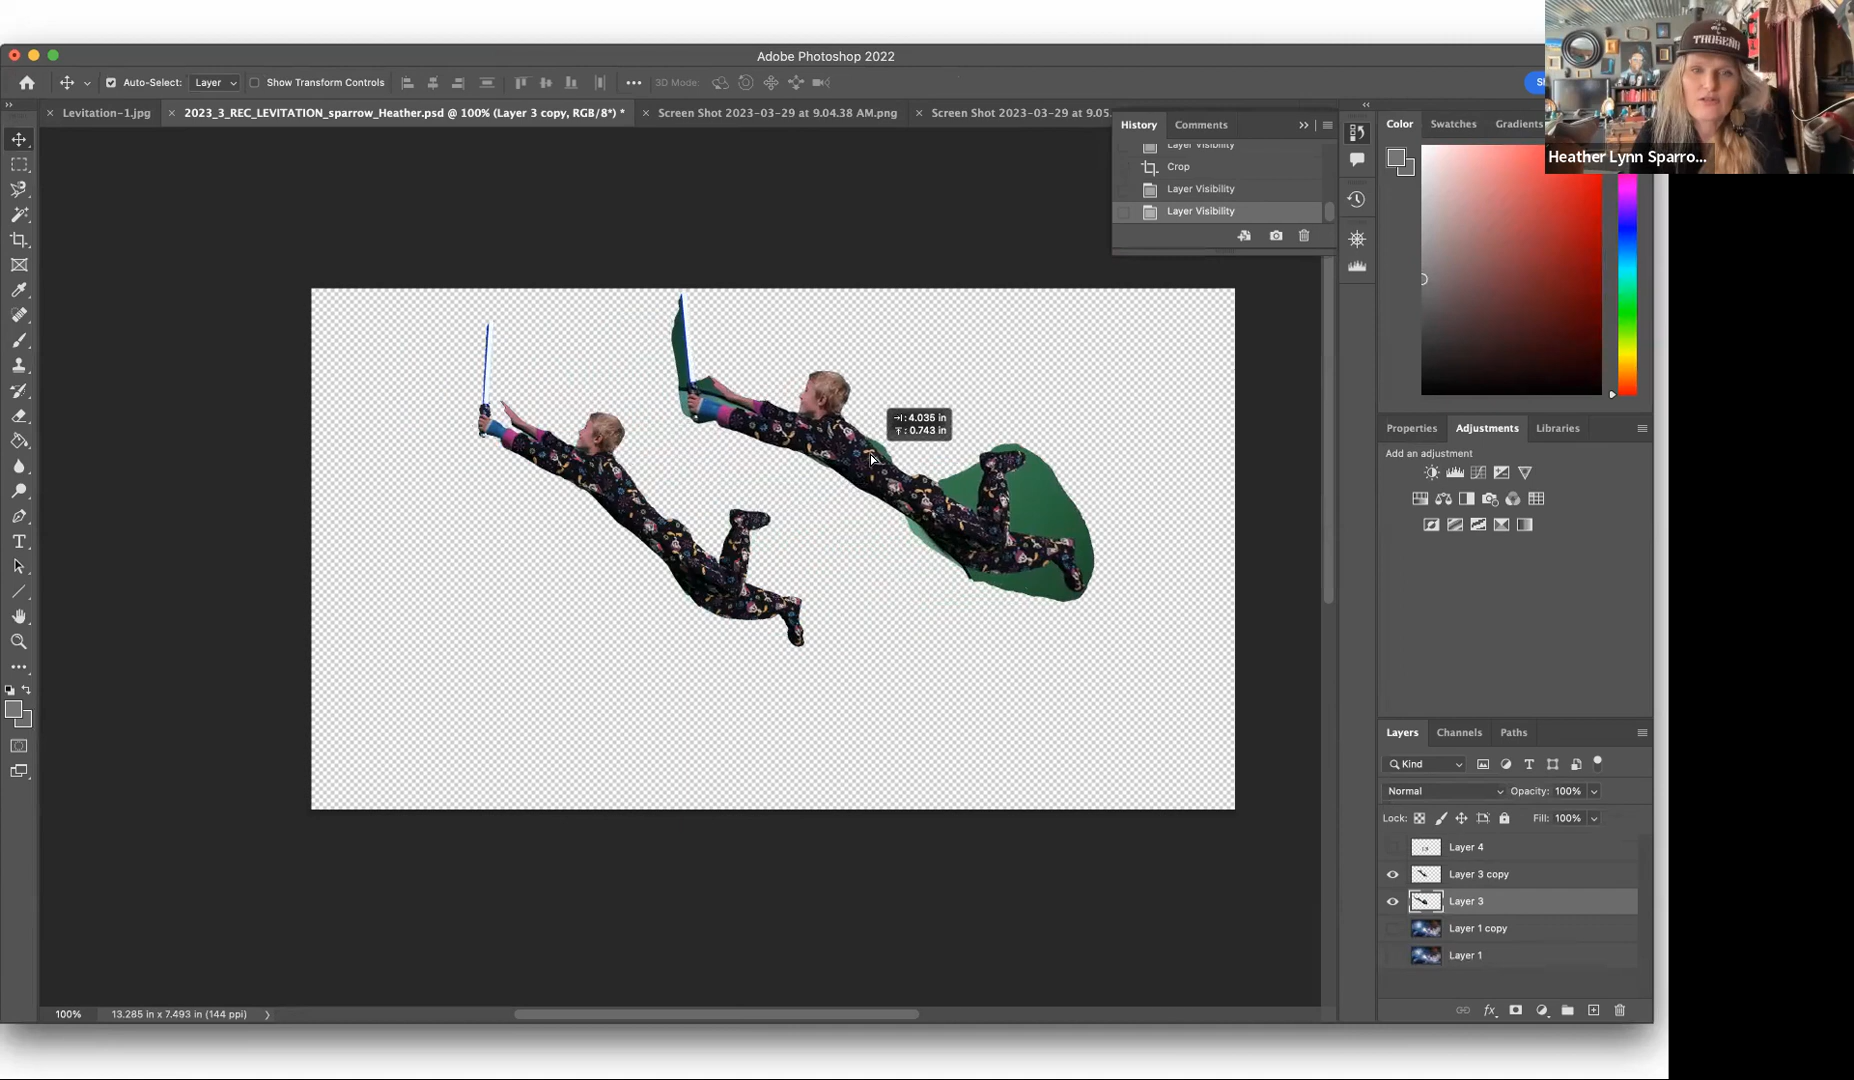 Adobe Photoshop 2022
Auto-Select: Layer Show Transform Controls 3D Mode:
Levitation-1.jpg
2023_3_REC_LEVITATION_sparrow_Heather.psd @ 100% (Layer 3 copy, RGB/8*) *
Screen Shot 2023-03-29 at 9.04.38 AM.png
Screen Shot 2023-03-29 at 9.05.
History Comments
Layer Visibility
Crop
Layer Visibility
Layer Visibility
Color Swatches Gradients
Heather Lynn Sparro...
: 4.035 in
: 0.743 in
Properties Adjustments Libraries
Add an adjustment
Layers Channels Paths
Kind
Normal Opacity: 100%
Lock: Fill: 100%
Layer 4
Layer 3 copy
Layer 3
Layer 1 copy
Layer 1
fx
100% 13.285 in x 7.493 in (144 ppi)